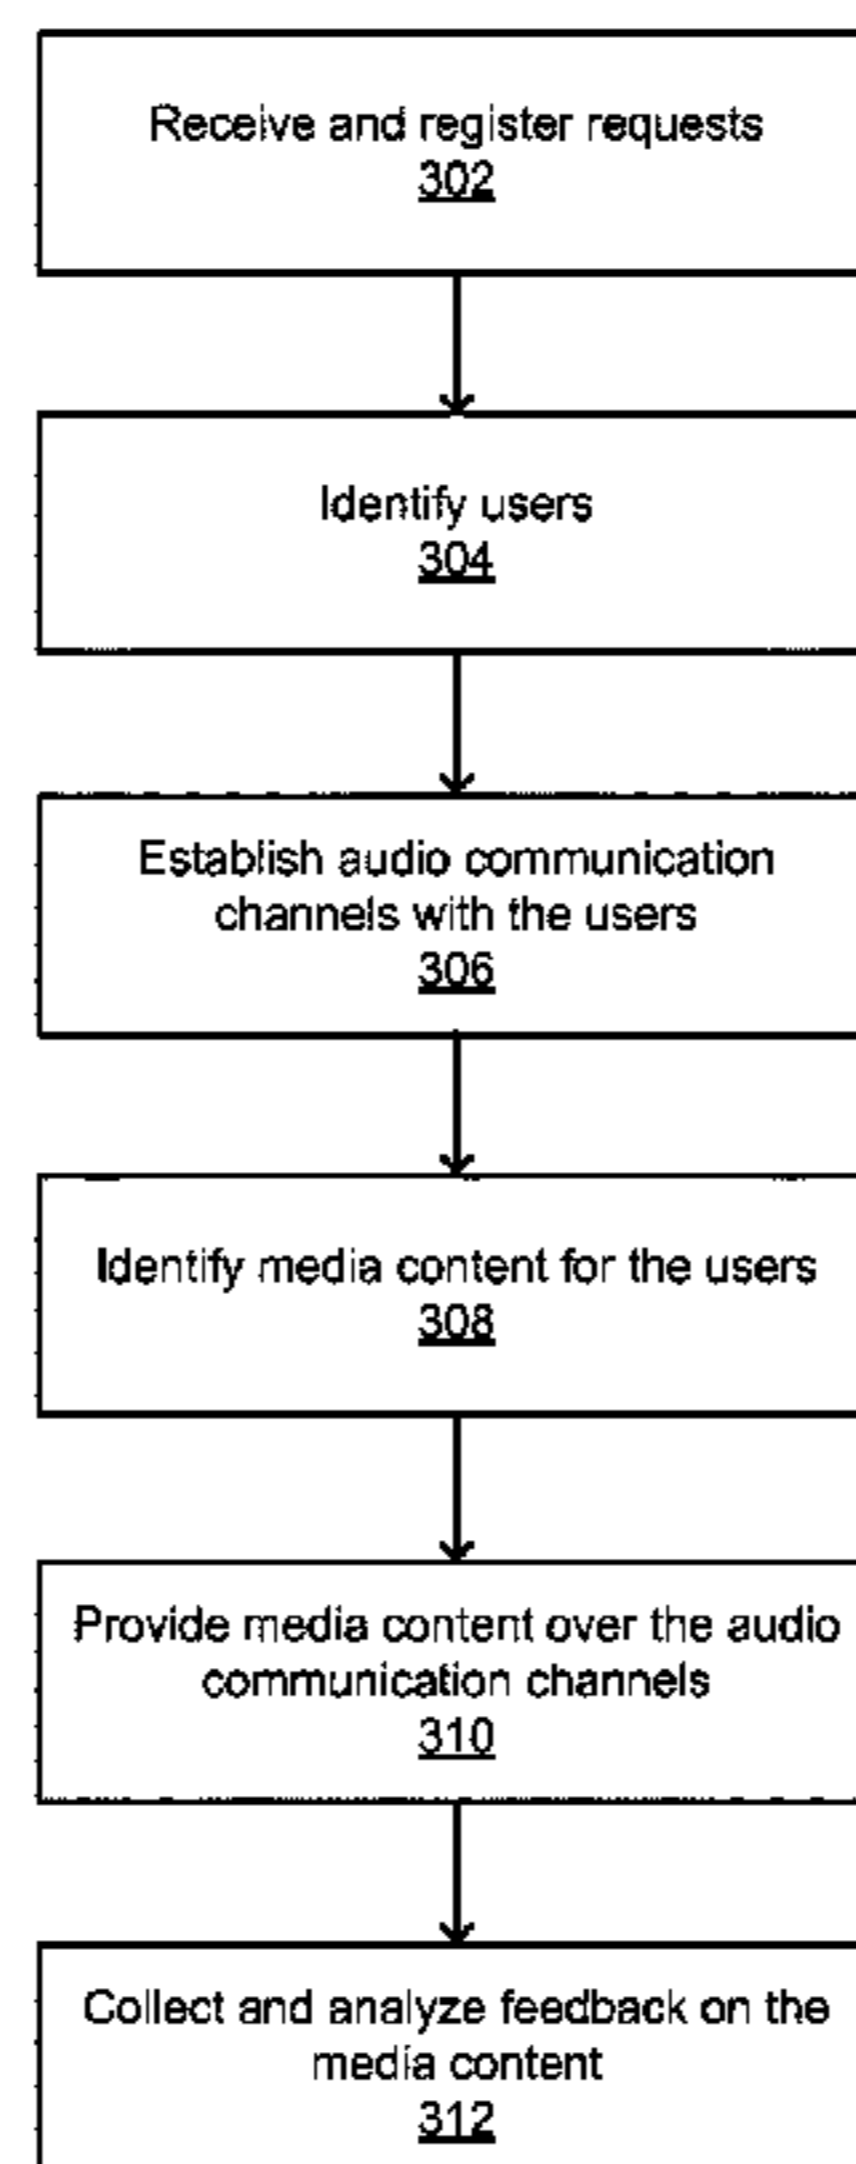 Receive and register requests
302
Identify users
304
Establish audio communication
channels with the users
306
Identify media content for the users
308
Provide media content over the audio
communication channels
310
Collect and analyze feedback on the
media content
312